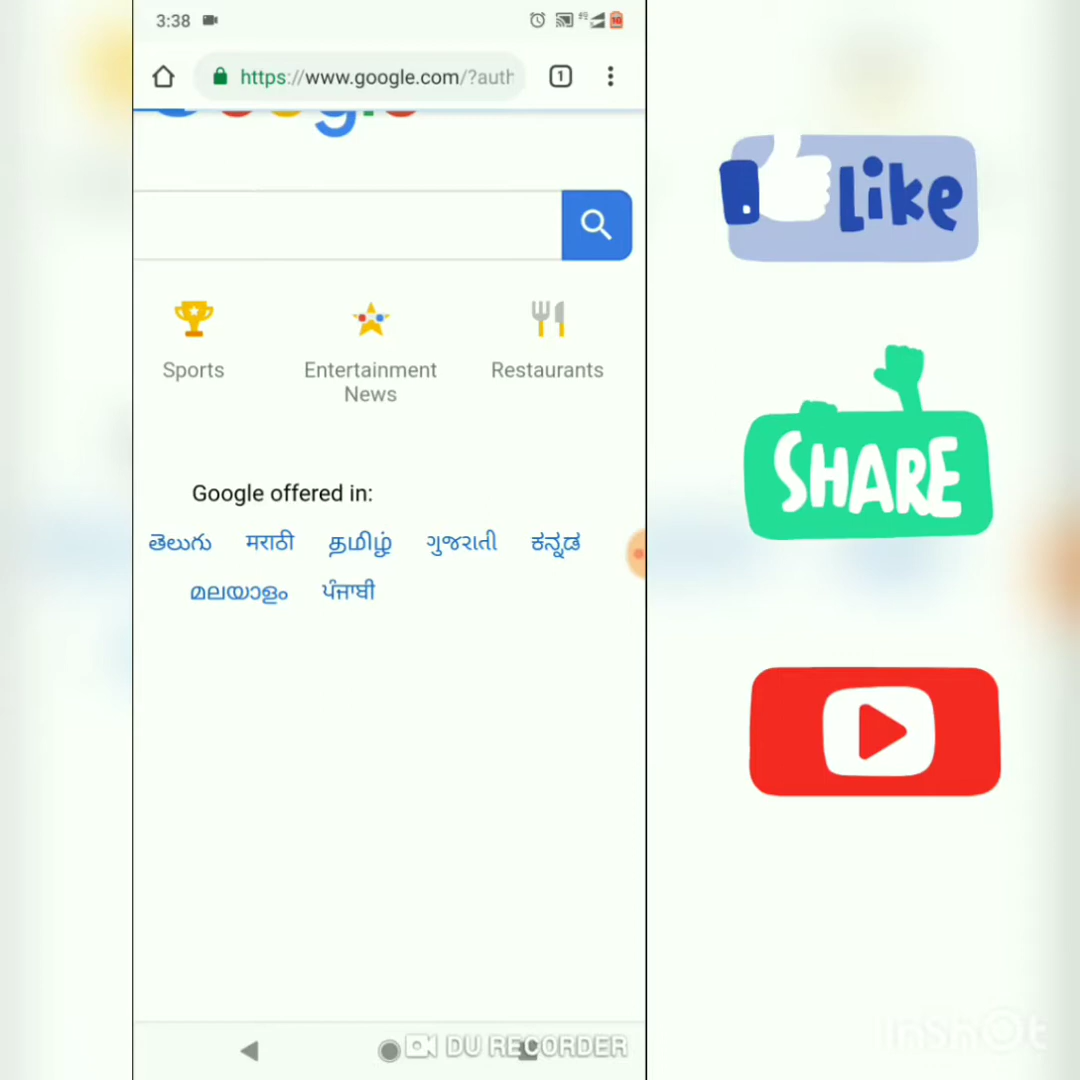 3:38
https://www.google.com/?auth
1
Like
Sports
Entertainment
News
Restaurants
SHARE
Google offered in:
తెలుగు मराठी தமிழ் ગુજરાતી ಕನ್ನಡ
മലയാളം ਪੰਜਾਬੀ
DU RECORDER
InShOt